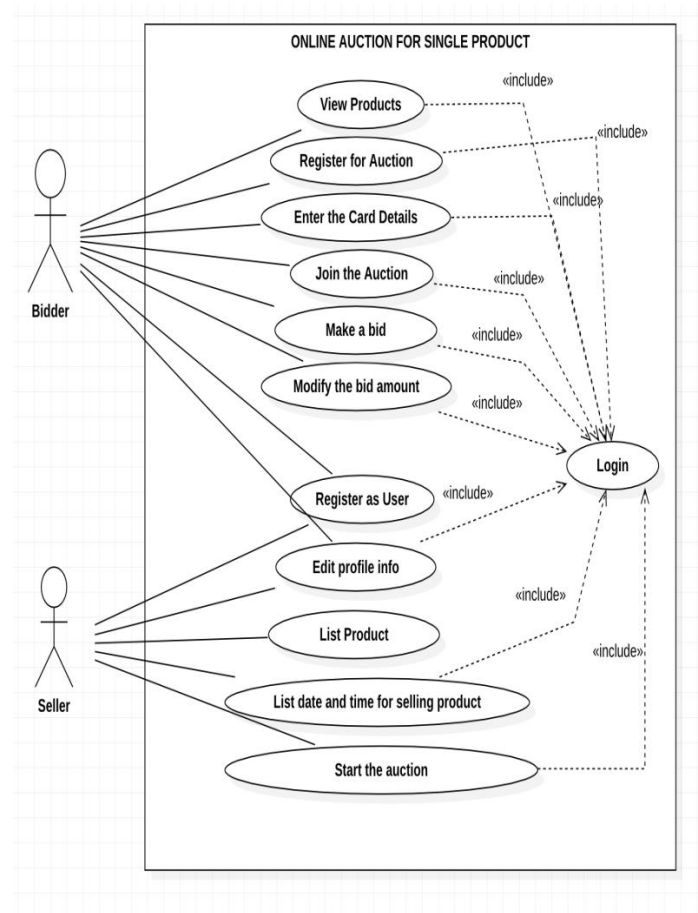 ONLINE AUCTION FOR SINGLE PRODUCT
«include»
View Products
«include»
Register for Auction
«include»
Enter the Card Details
Bidder
Join the Auction
«include»
Make a bid
«include»
Modify the bid amount
«include»
Login
Register as User
«include»
Edit profile info
«include»
List Product
«include»
Seller
List date and time for selling product
Start the auction